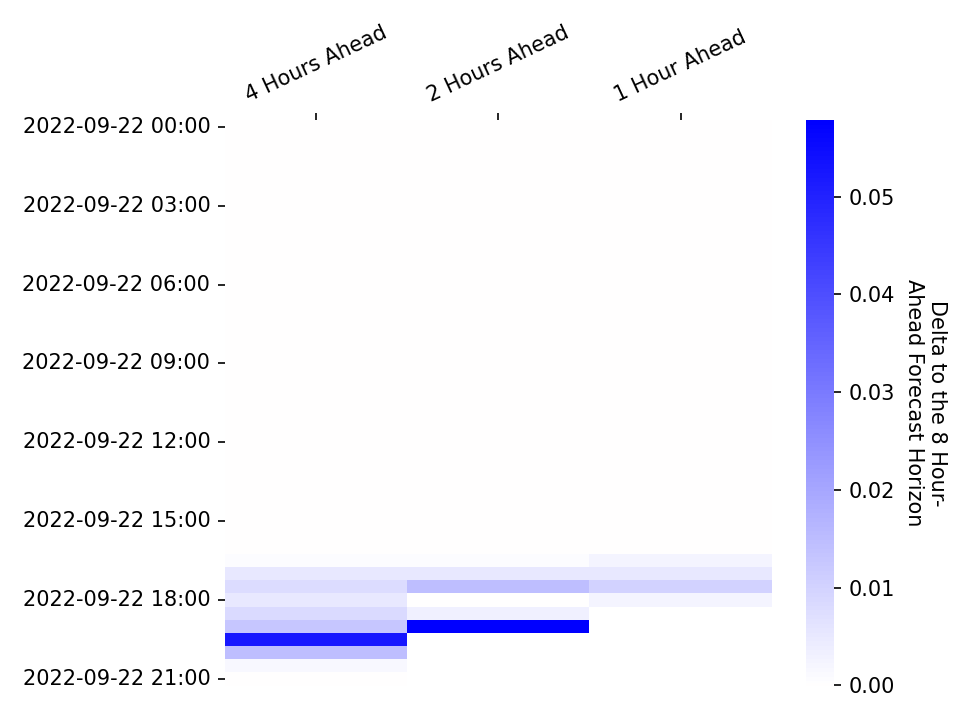 4 Hours Ahead
2 Hours Ahead
1 Hour Ahead
2022-09-22 00:00
2022-09-22 03:00
2022-09-22 06:00
2022-09-22 09:00
2022-09-22 12:00
2022-09-22 15:00
2022-09-22 18:00
2022-09-22 21:00
0.05
0.04
0.03
0.02
0.01
0.00
Delta to the 8 Hour-
Ahead Forecast Horizon